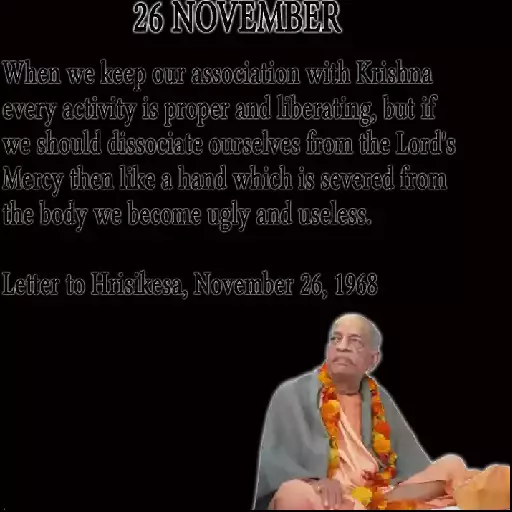 26 NOVEMBER
When we keep our association with Krishna
every activity is proper and liberating, but if
we should dissociate ourselves from the Lord's
Mercy then like a hand which is severed from
the body we become ugly and useless.
Letter to Hrisikesa, November 26, 1968